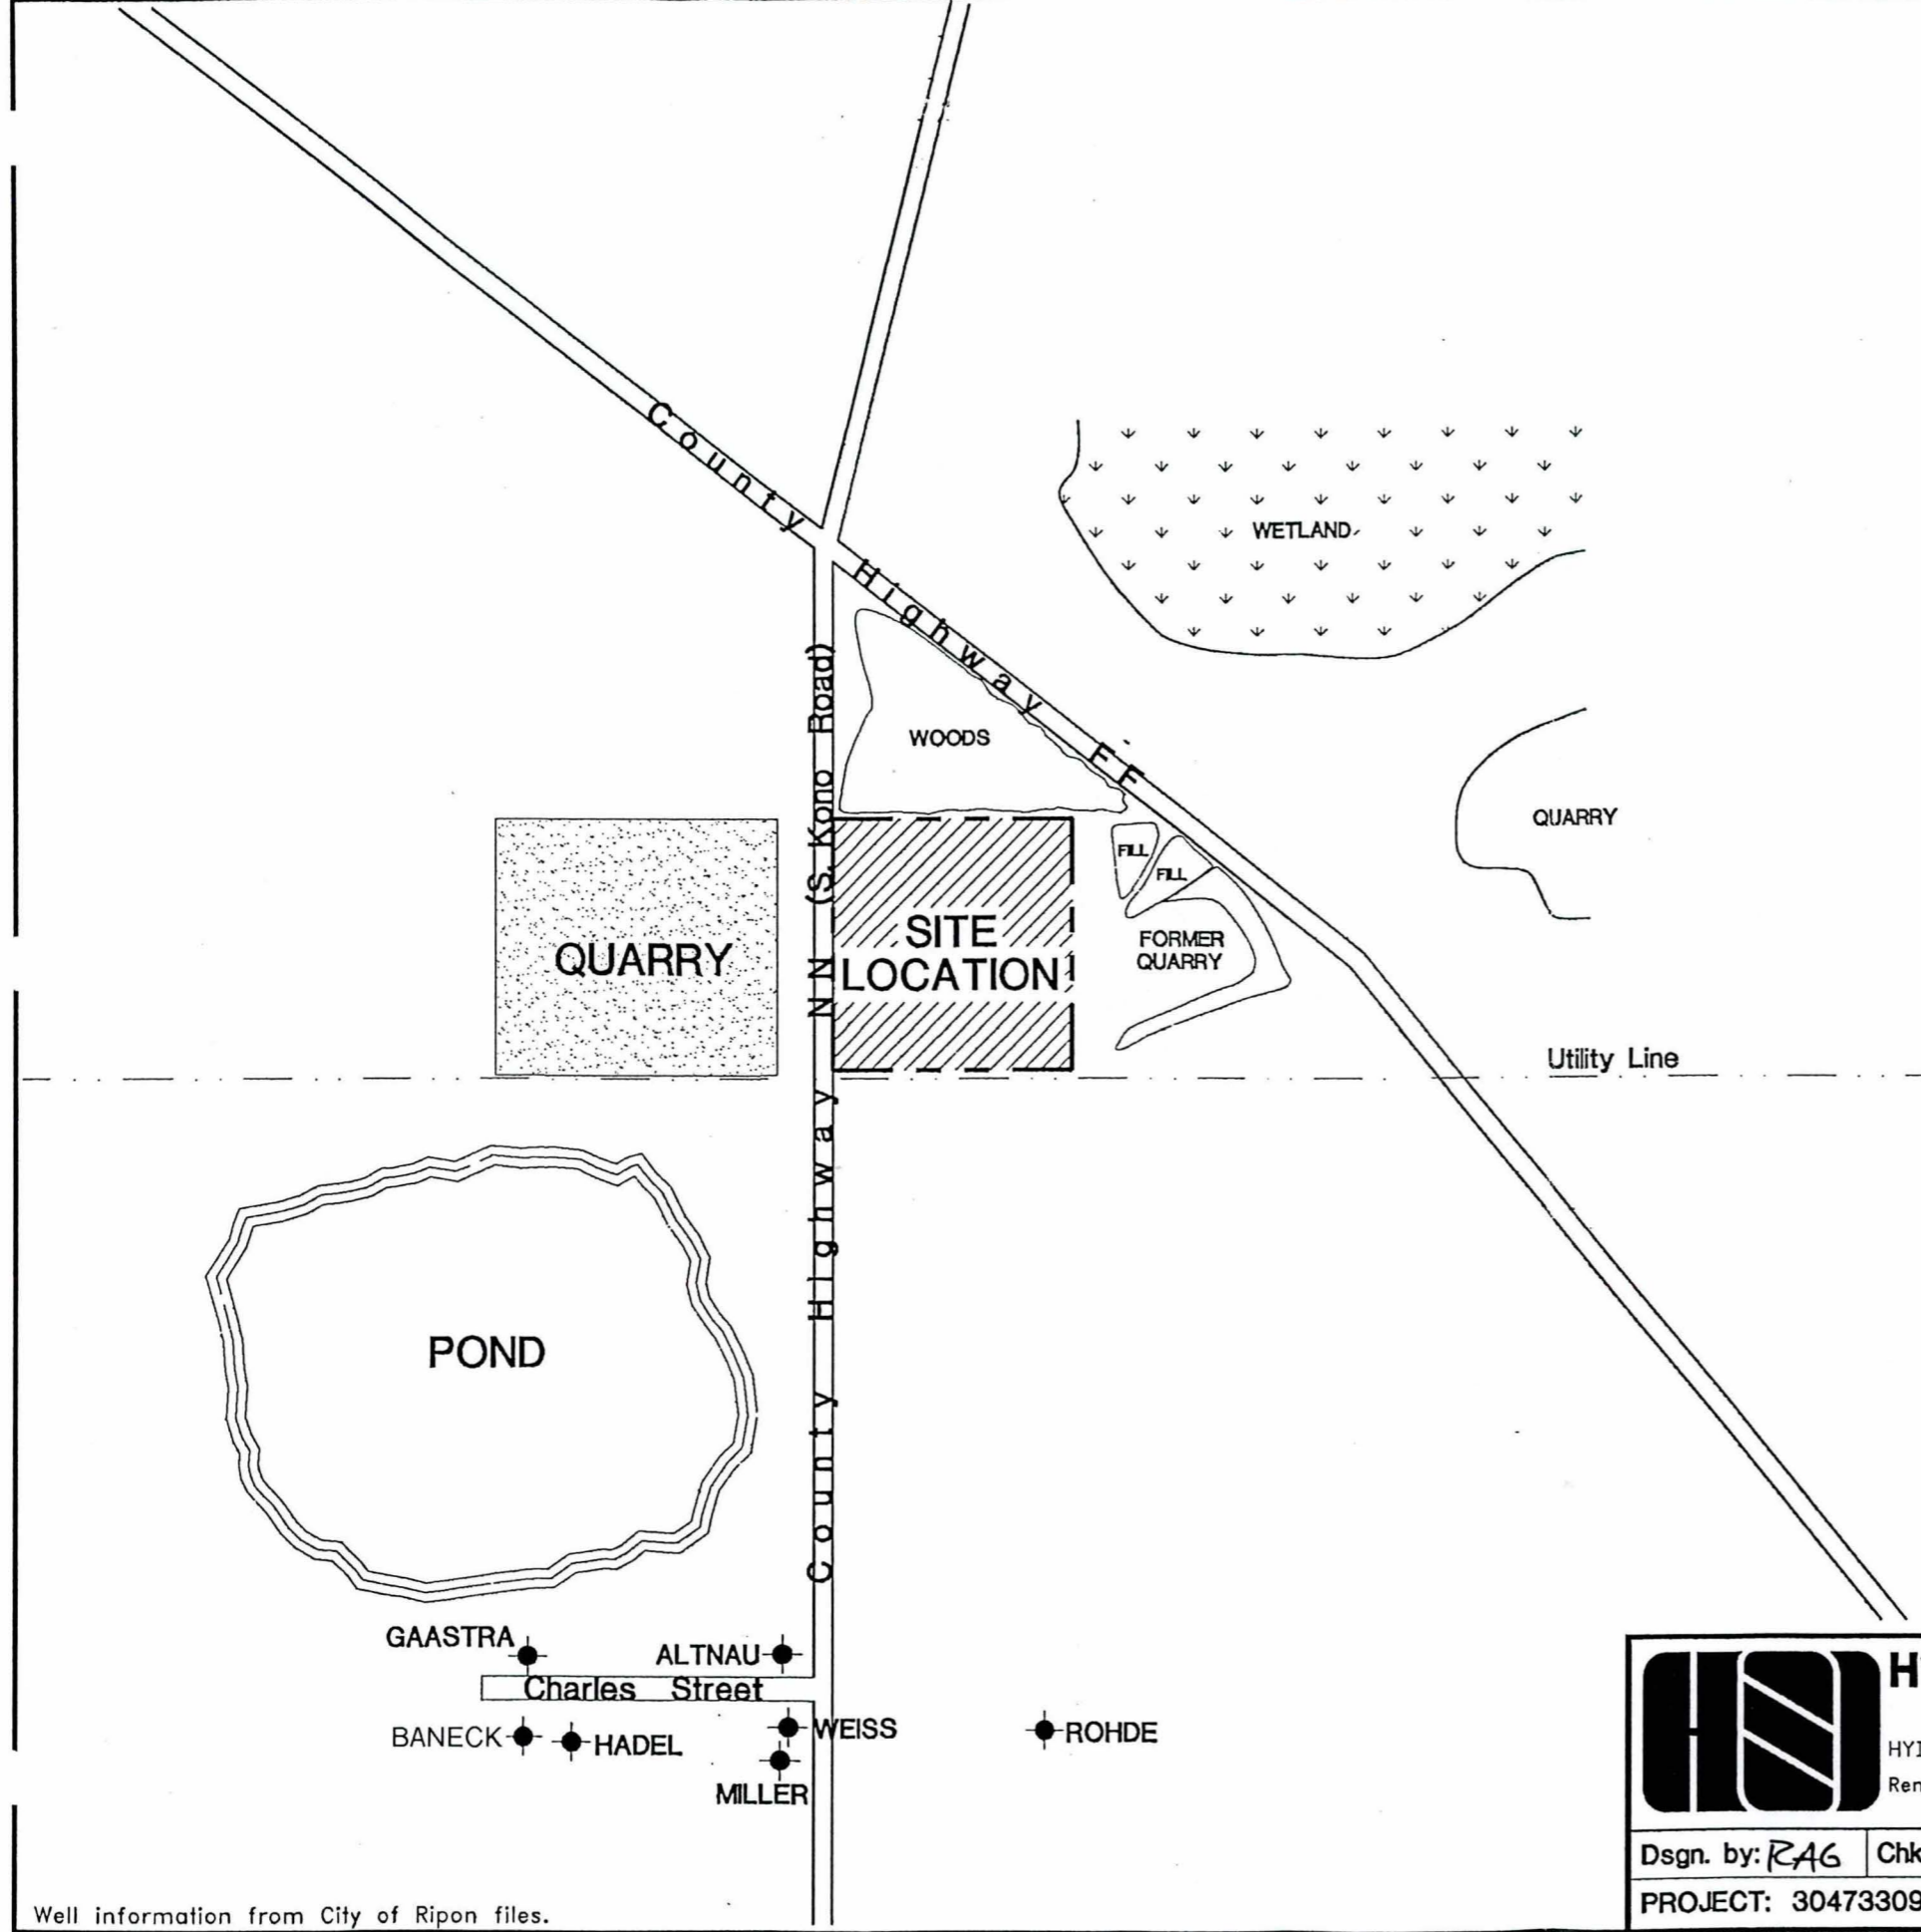 County Highway FF
WETLAND
WOODS
County Highway NN (S. Kono Road)
QUARRY
FILL
FILL
QUARRY
SITE
LOCATION
FORMER
QUARRY
Utility Line
POND
GAASTRA
ALTNAU
Charles Street
BANECK
HADEL
WEISS
ROHDE
MILLER
Dsgn. by: RAG
Chk
PROJECT: 30473309
Well information from City of Ripon files.